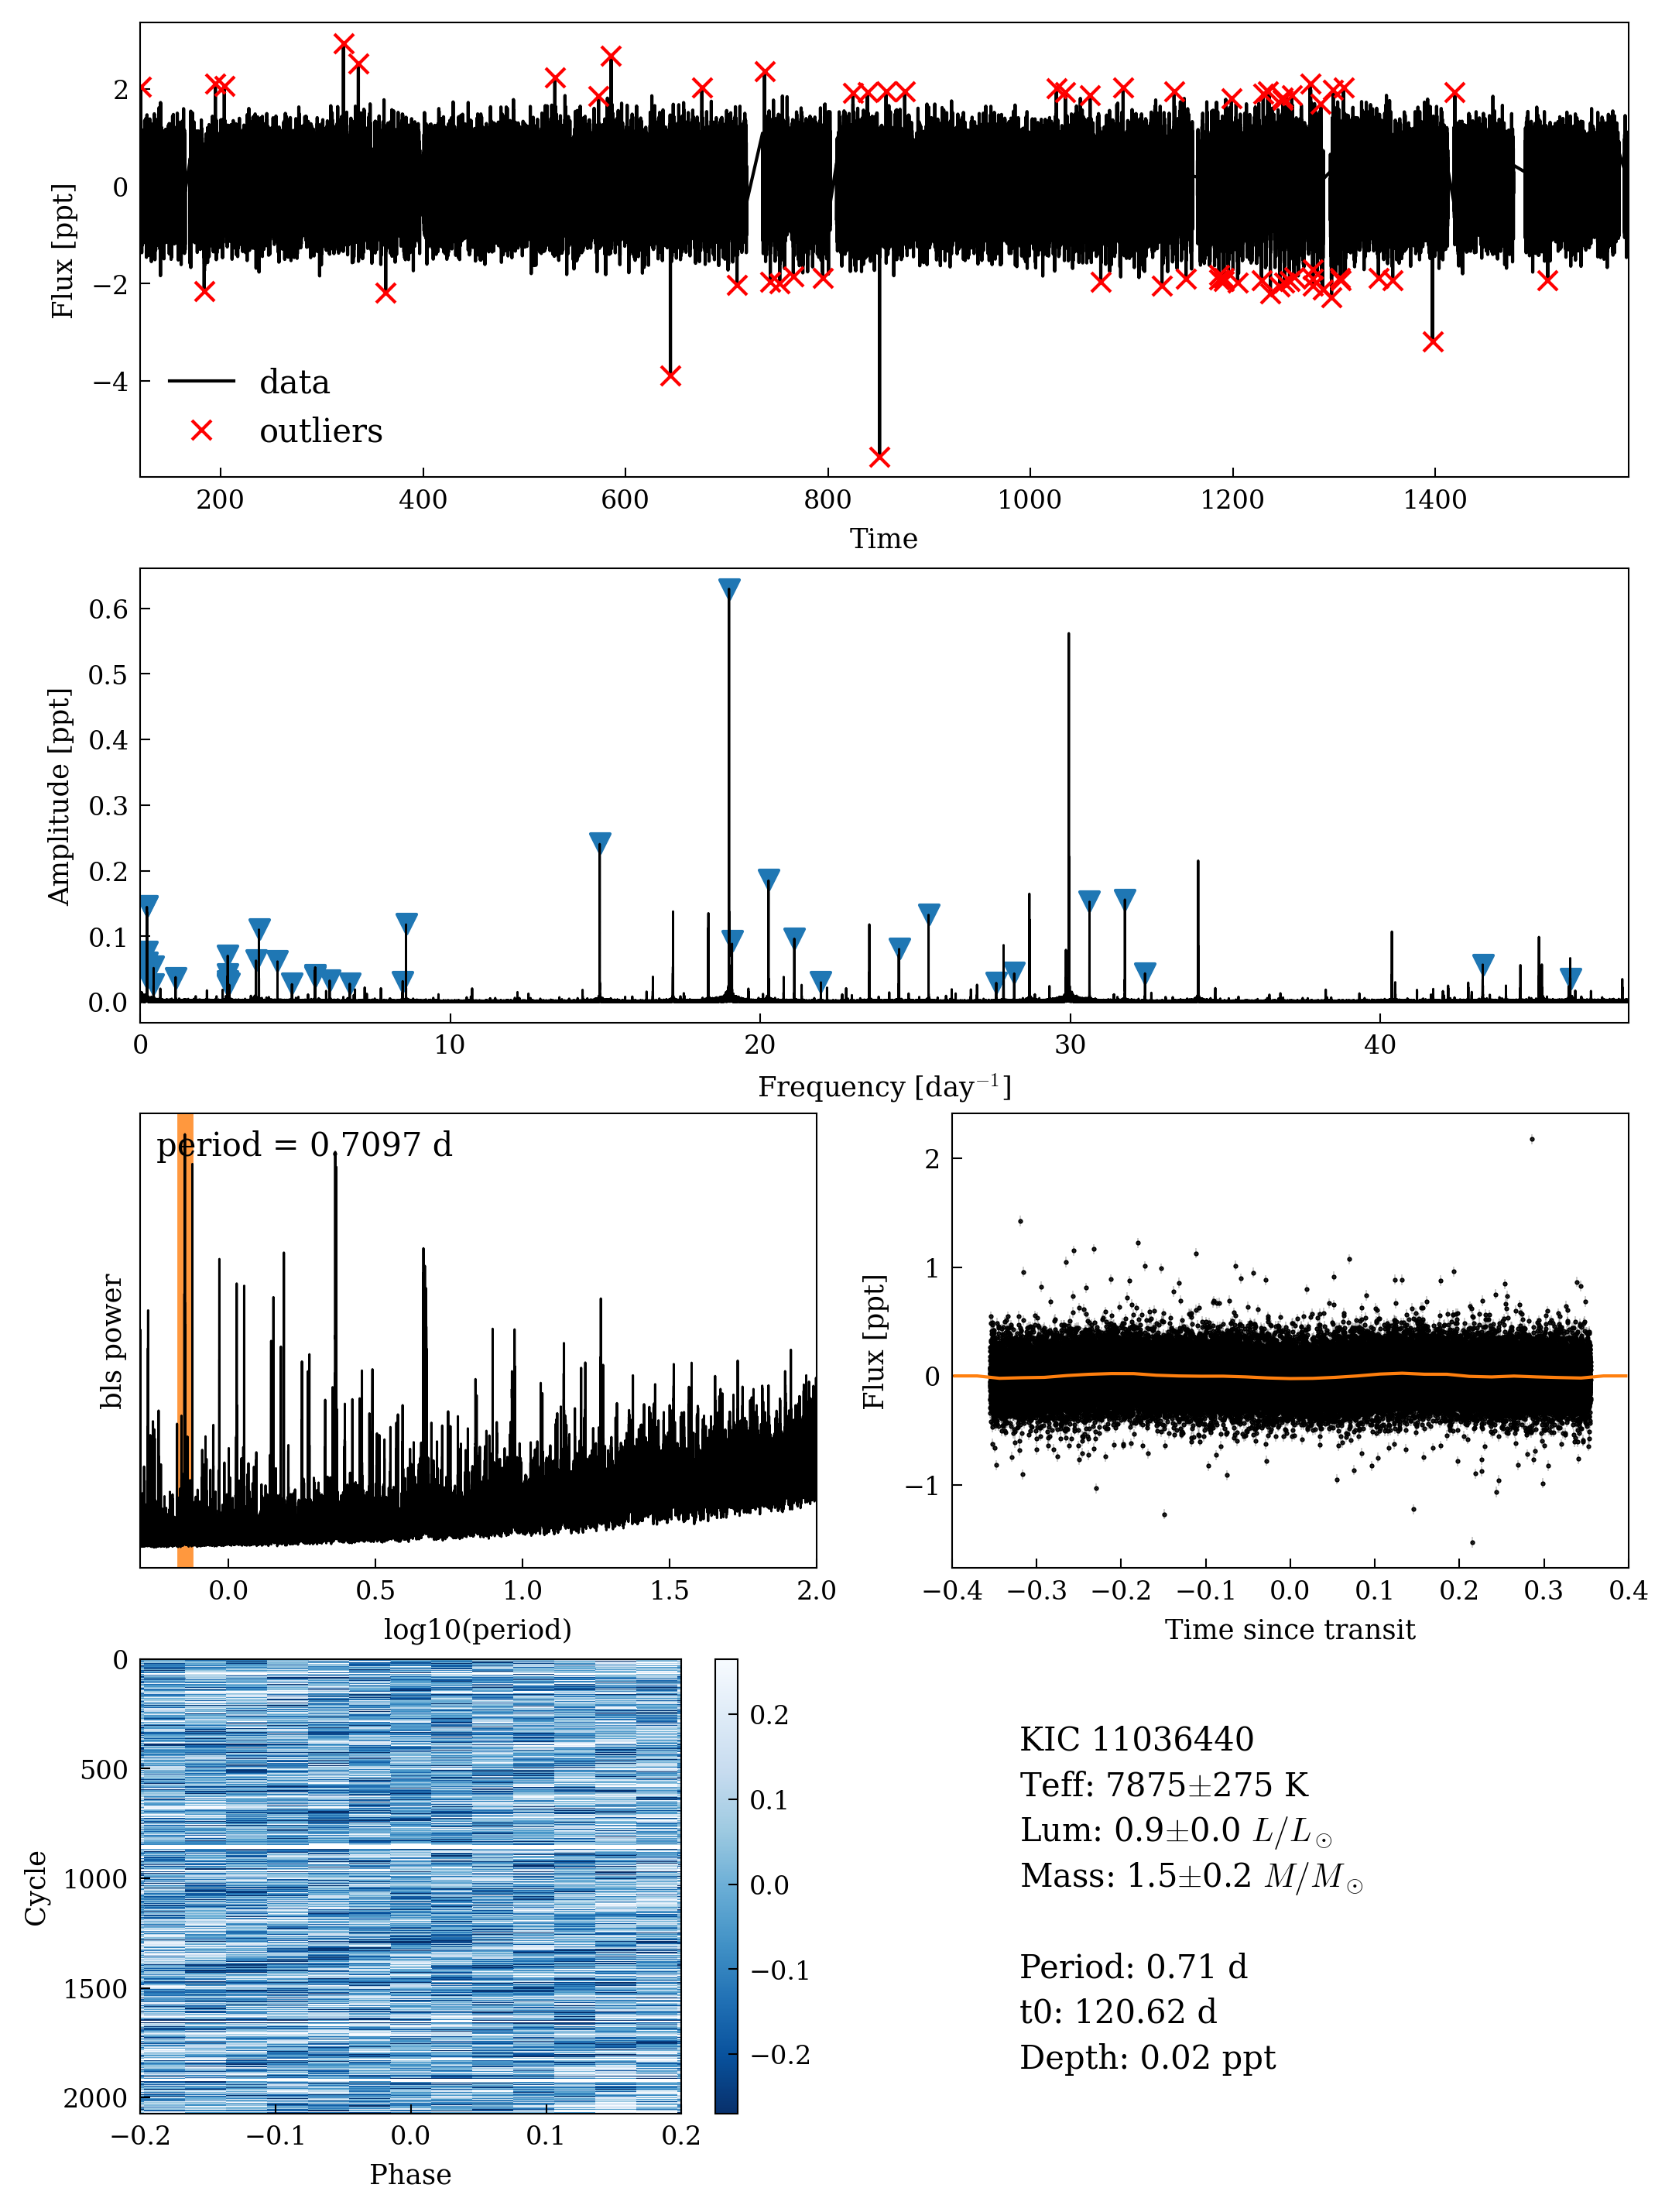 2
0
−2
−4
Flux [ppt]
data
outliers
200 400 600 800 1000 1200 1400
Time
0.6
0.5
0.4
0.3
0.2
0.1
0.0
Amplitude [ppt]
0 10 20 30 40
Frequency [day⁻¹]
period = 0.7097 d
bls power
0.0 0.5 1.0 1.5 2.0
log10(period)
2
1
0
−1
Flux [ppt]
−0.4 −0.3 −0.2 −0.1 0.0 0.1 0.2 0.3 0.4
Time since transit
0
500
1000
1500
2000
Cycle
−0.2 −0.1 0.0 0.1 0.2
Phase
0.2
0.1
0.0
−0.1
−0.2
KIC 11036440
Teff: 7875±275 K
Lum: 0.9±0.0 L/L☉
Mass: 1.5±0.2 M/M☉
Period: 0.71 d
t0: 120.62 d
Depth: 0.02 ppt